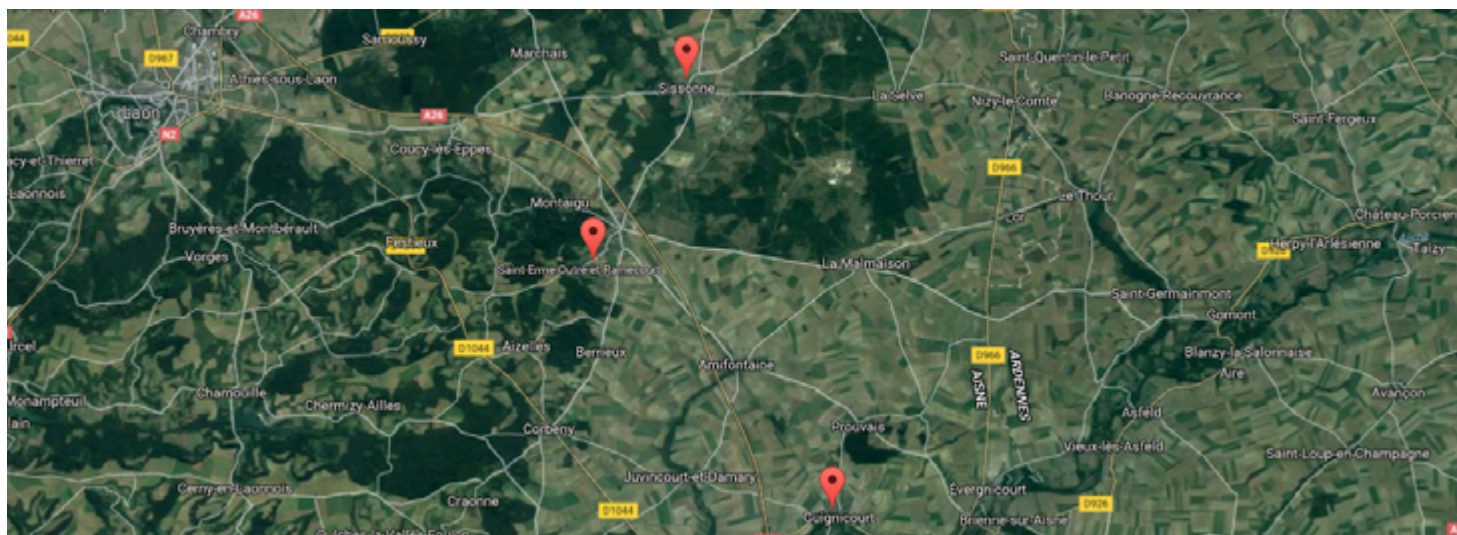 A26
D44
Chambry
Samoussy
Marchais
D967
Athies-sous-Laon
Sissonne
Saint-Quentin-le-Petit
La Selve
Nizy-le-Comte
Banogne-Recouvrance
Laon
A26
Saint-Fergeux
N2
Coucy-lès-Eppes
D966
Laonnois
Montaigu
Le Thour
Lor
Château-Porcien
Bruyères-et-Montbérault
Festieux
Herpy-l'Arlésienne
Taizy
Vorges
Saint-Erme-Outre-et-Ramecourt
La Malmaison
Saint-Germainmont
Gomont
D1044
Aizelles
Berrieux
Amifontaine
D966
ARDENNES
AISNE
Blanzy-la-Salonnaise
Aire
Chamouille
Monampteuil
Chermizy-Ailles
Avançon
Asfeld
Corbeny
Prouvais
Vieux-lès-Asfeld
Saint-Loup-en-Champagne
Juvincourt-et-Damary
Cerny-en-Laonnois
Craonne
Évergnicourt
D1044
Guignicourt
D926
Brienne-sur-Aisne